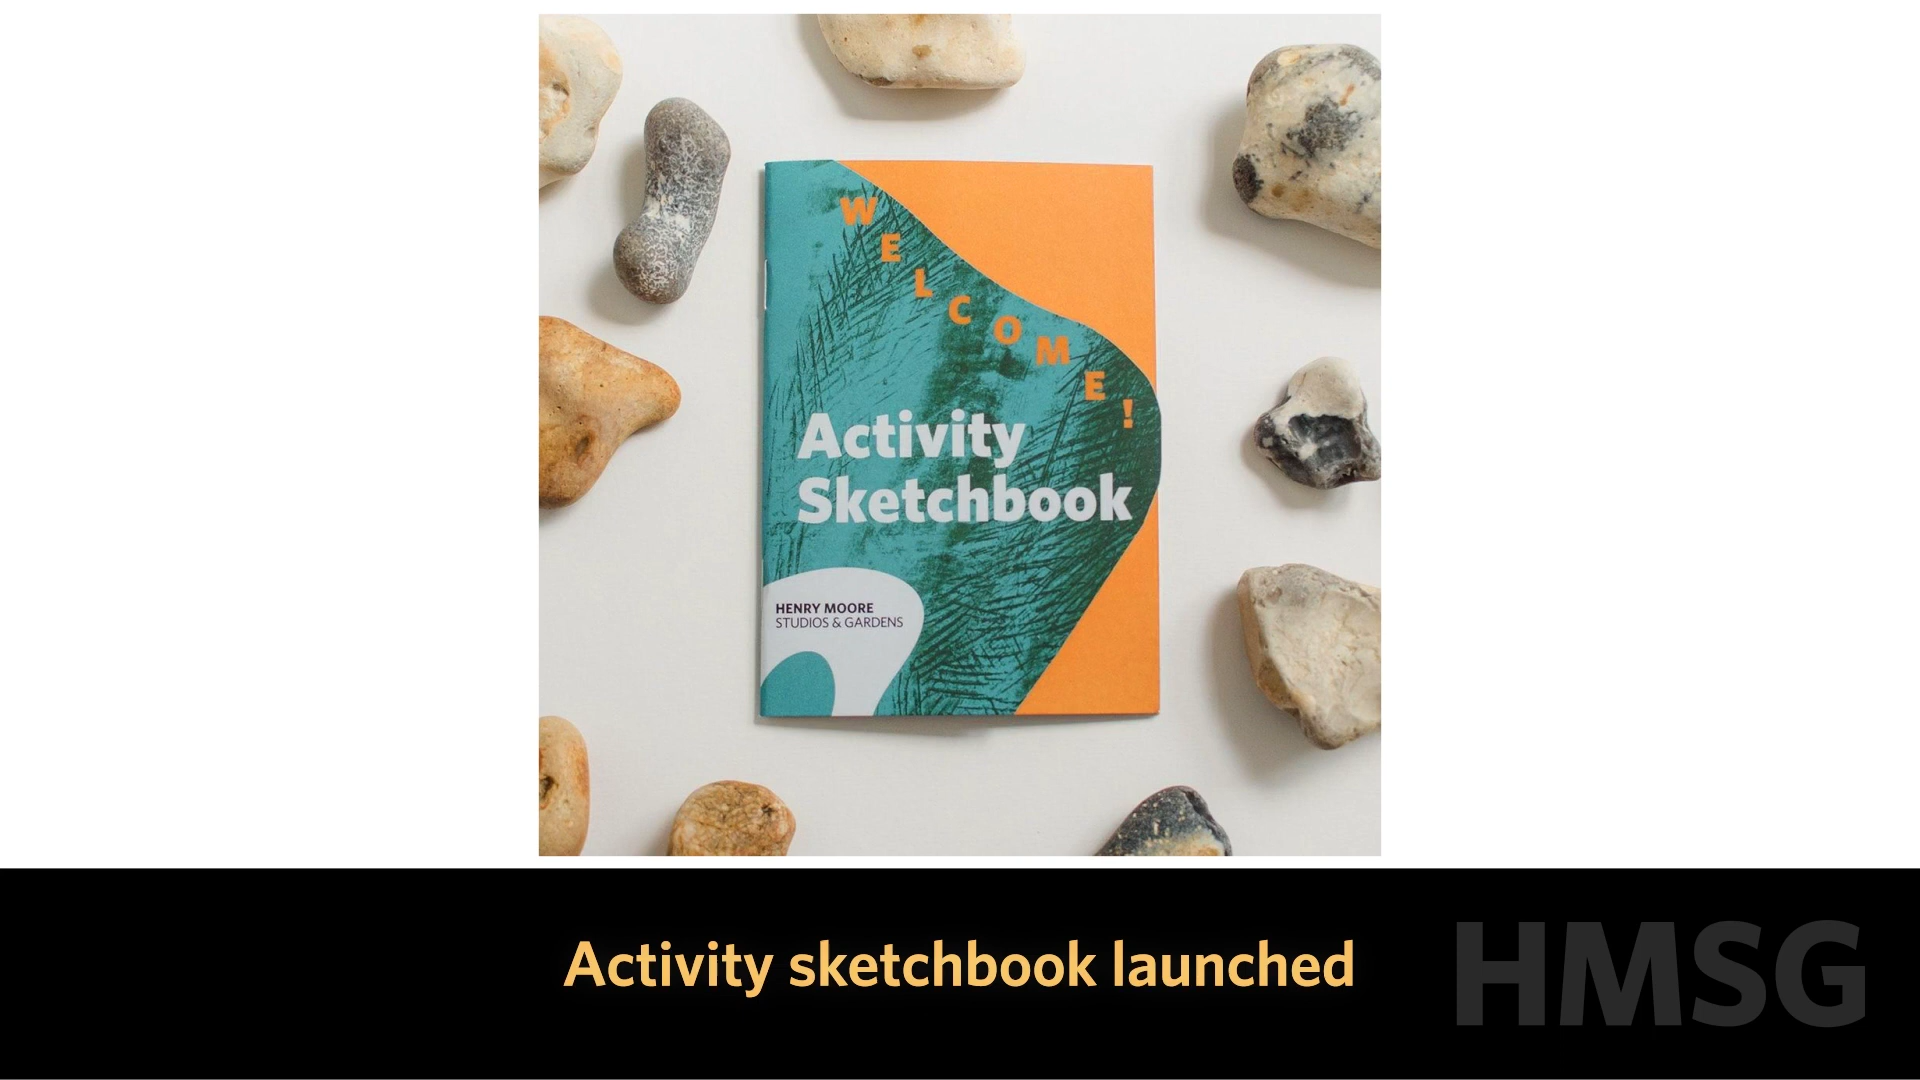 WELCOME!
Activity
Sketchbook
HENRY MOORE
STUDIOS & GARDENS
Activity sketchbook launched
HMSG